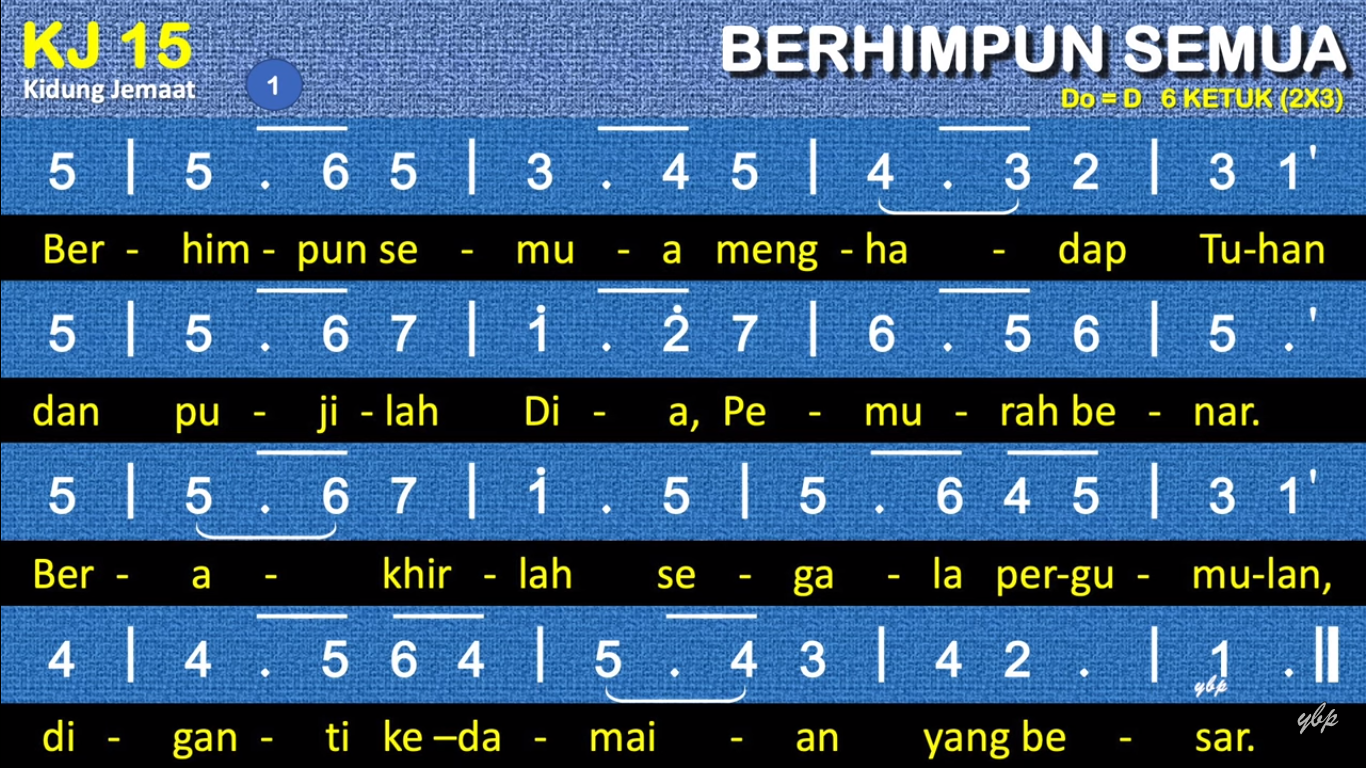 KJ 15
Kidung Jemaat
1
BERHIMPUN SEMUA
Do = D 6 KETUK (2X3)
5 | 5 . 6 5 | 3 . 4 5 | 4 . 3 2 | 3 1'
Ber - him - pun se - mu - a meng - ha - dap Tu-han
5 | 5 . 6 7 | 1̇ . 2̇ 7 | 6 . 5 6 | 5 .'
dan pu - ji - lah Di - a, Pe - mu - rah be - nar.
5 | 5 . 6 7 | 1̇ . 5 | 5 . 6 4 5 | 3 1'
Ber - a - khir - lah se - ga - la per-gu - mu-lan,
4 | 4 . 5 6 4 | 5 . 4 3 | 4 2 . | 1 . ||
ybp
di - gan - ti ke –da - mai - an yang be - sar.
ybp